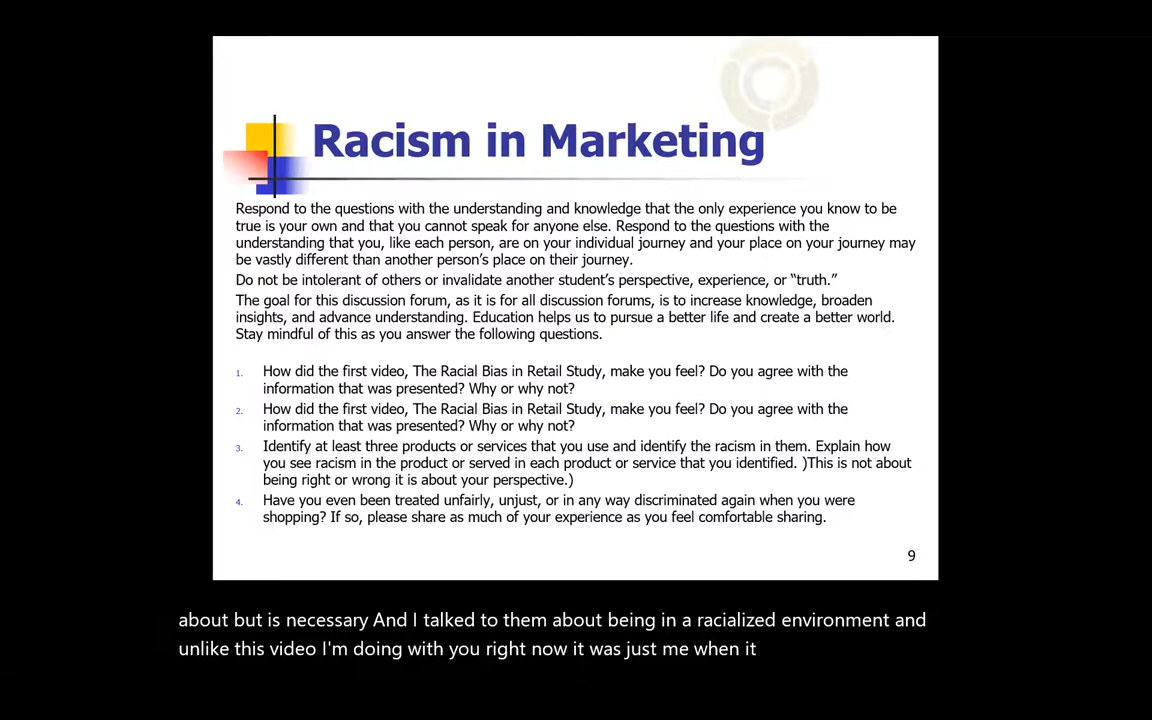 Racism in Marketing
Respond to the questions with the understanding and knowledge that the only experience you know to be
true is your own and that you cannot speak for anyone else. Respond to the questions with the
understanding that you, like each person, are on your individual journey and your place on your journey may
be vastly different than another person's place on their journey.
Do not be intolerant of others or invalidate another student's perspective, experience, or “truth.”
The goal for this discussion forum, as it is for all discussion forums, is to increase knowledge, broaden
insights, and advance understanding. Education helps us to pursue a better life and create a better world.
Stay mindful of this as you answer the following questions.
1. How did the first video, The Racial Bias in Retail Study, make you feel? Do you agree with the
information that was presented? Why or why not?
2. How did the first video, The Racial Bias in Retail Study, make you feel? Do you agree with the
information that was presented? Why or why not?
3. Identify at least three products or services that you use and identify the racism in them. Explain how
you see racism in the product or served in each product or service that you identified. )This is not about
being right or wrong it is about your perspective.)
4. Have you even been treated unfairly, unjust, or in any way discriminated again when you were
shopping? If so, please share as much of your experience as you feel comfortable sharing.
9
about but is necessary And I talked to them about being in a racialized environment and
unlike this video I'm doing with you right now it was just me when it